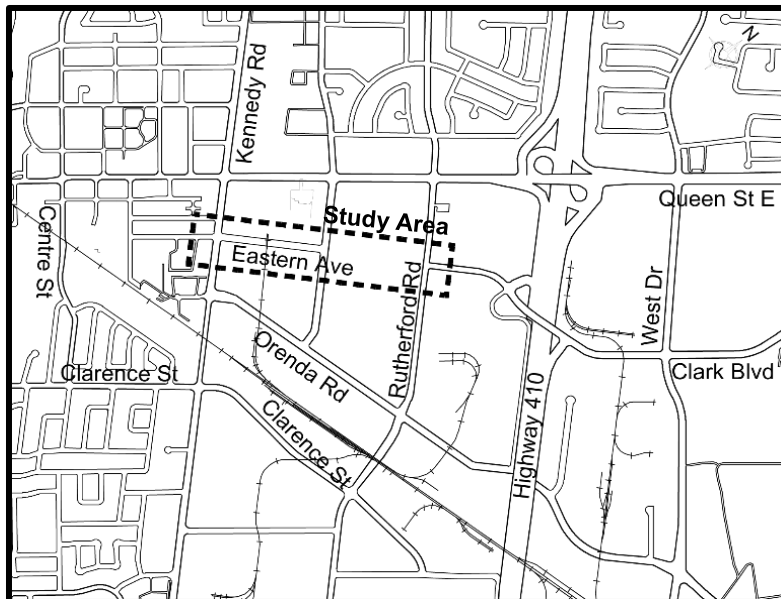 N
Kennedy Rd
Queen St E
Centre St
Study Area
Eastern Ave
Rutherford Rd
West Dr
Orenda Rd
Clarence St
Clark Blvd
Clarence St
Highway 410